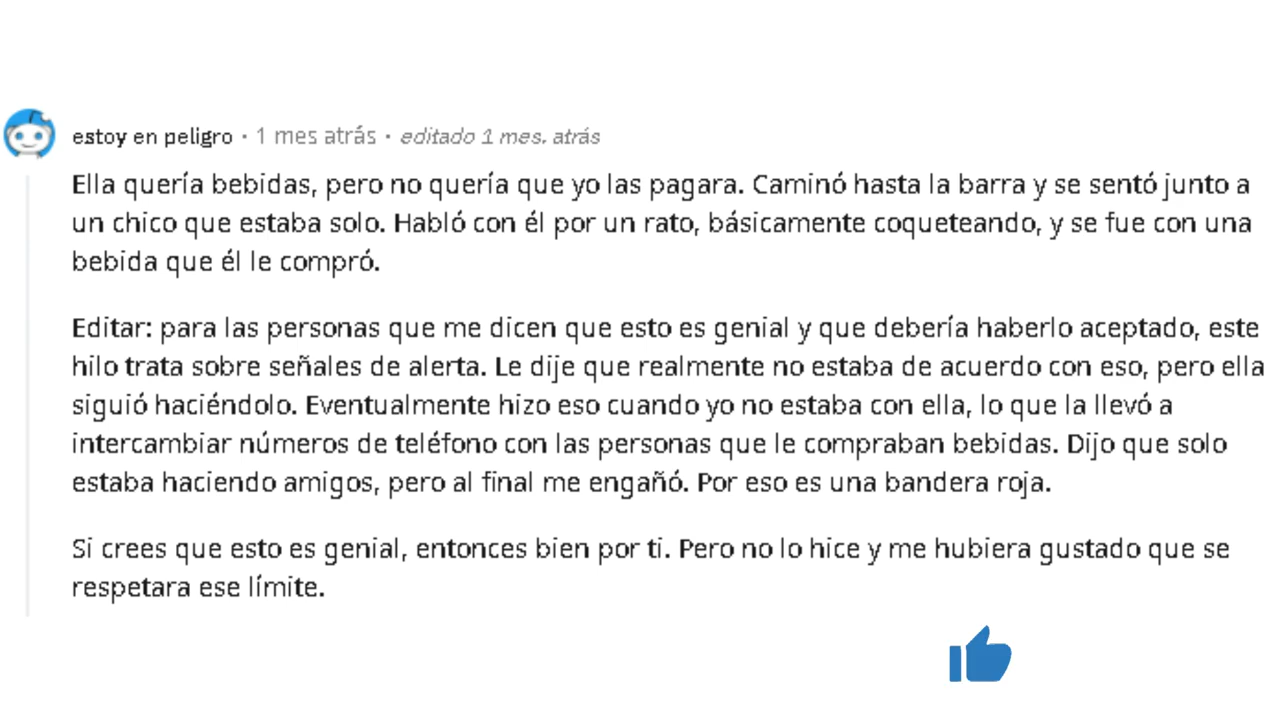 estoy en peligro · 1 mes atrás · editado 1 mes. atrás
Ella quería bebidas, pero no quería que yo las pagara. Caminó hasta la barra y se sentó junto a
un chico que estaba solo. Habló con él por un rato, básicamente coqueteando, y se fue con una
bebida que él le compró.
Editar: para las personas que me dicen que esto es genial y que debería haberlo aceptado, este
hilo trata sobre señales de alerta. Le dije que realmente no estaba de acuerdo con eso, pero ella
siguió haciéndolo. Eventualmente hizo eso cuando yo no estaba con ella, lo que la llevó a
intercambiar números de teléfono con las personas que le compraban bebidas. Dijo que solo
estaba haciendo amigos, pero al final me engañó. Por eso es una bandera roja.
Si crees que esto es genial, entonces bien por ti. Pero no lo hice y me hubiera gustado que se
respetara ese límite.